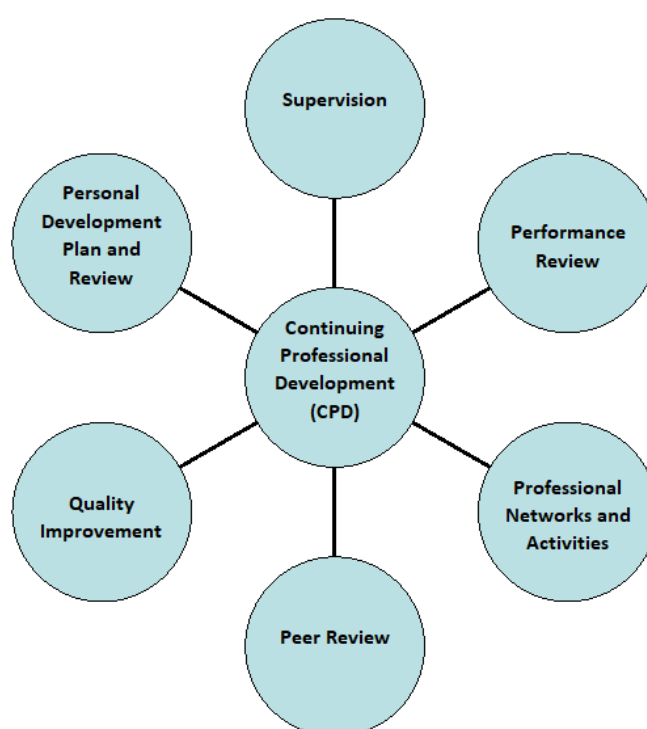 Supervision
Personal
Development
Plan and
Review
Performance
Review
Continuing
Professional
Development
(CPD)
Quality
Improvement
Professional
Networks and
Activities
Peer Review